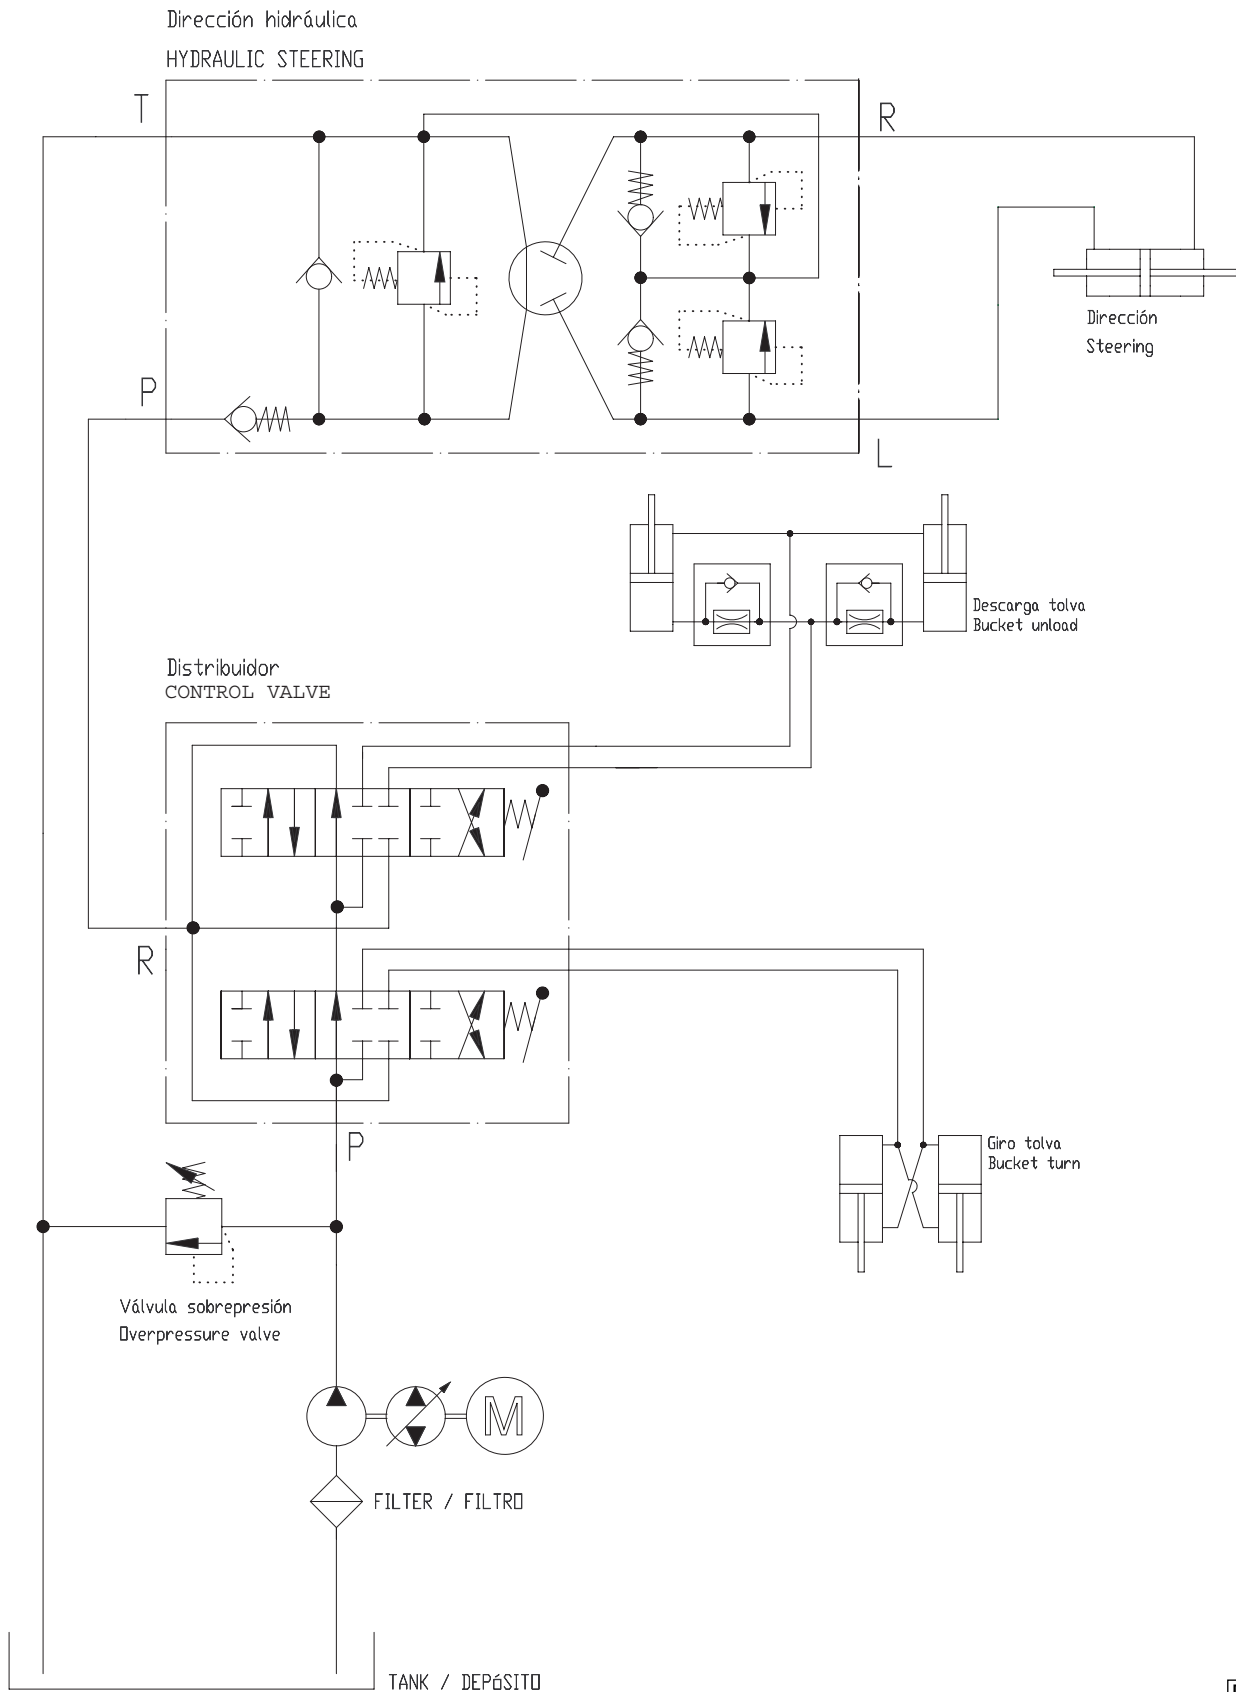 Dirección hidráulica
HYDRAULIC STEERING
T
R
Dirección
Steering
P
L
Descarga tolva
Bucket unload
Distribuidor
CONTROL VALVE
R
P
Giro tolva
Bucket turn
Válvula sobrepresión
Overpressure valve
M
FILTER / FILTRO
TANK / DEPóSITO